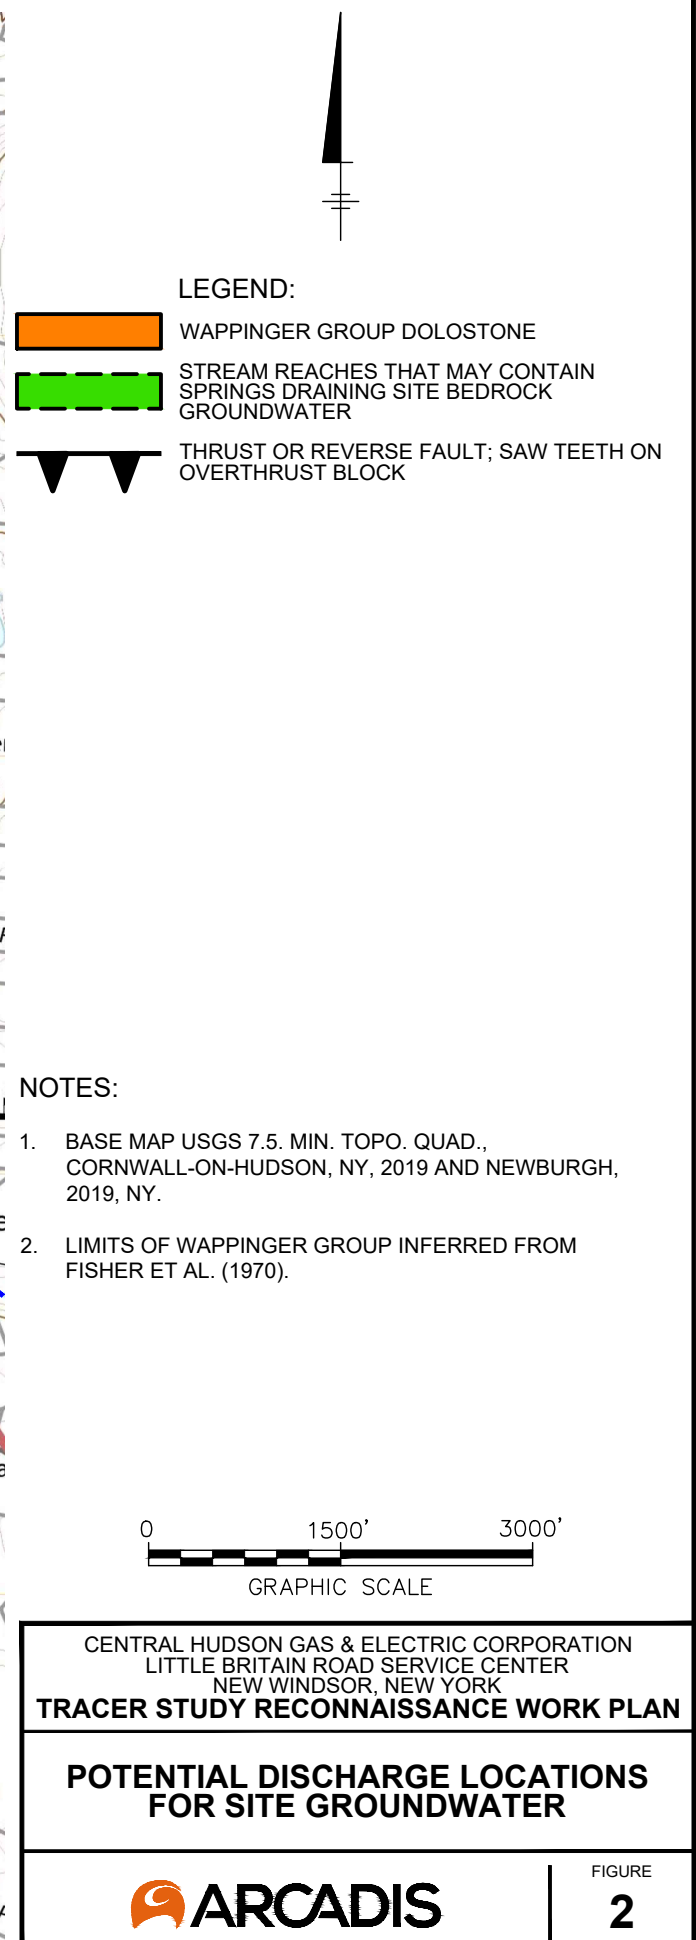 LEGEND:
WAPPINGER GROUP DOLOSTONE
STREAM REACHES THAT MAY CONTAIN
SPRINGS DRAINING SITE BEDROCK
GROUNDWATER
THRUST OR REVERSE FAULT; SAW TEETH ON
OVERTHRUST BLOCK
NOTES:
1. BASE MAP USGS 7.5. MIN. TOPO. QUAD.,
CORNWALL-ON-HUDSON, NY, 2019 AND NEWBURGH,
2019, NY.
2. LIMITS OF WAPPINGER GROUP INFERRED FROM
FISHER ET AL. (1970).
0 1500' 3000'
GRAPHIC SCALE
CENTRAL HUDSON GAS & ELECTRIC CORPORATION
LITTLE BRITAIN ROAD SERVICE CENTER
NEW WINDSOR, NEW YORK
TRACER STUDY RECONNAISSANCE WORK PLAN
POTENTIAL DISCHARGE LOCATIONS
FOR SITE GROUNDWATER
ARCADIS
FIGURE
2